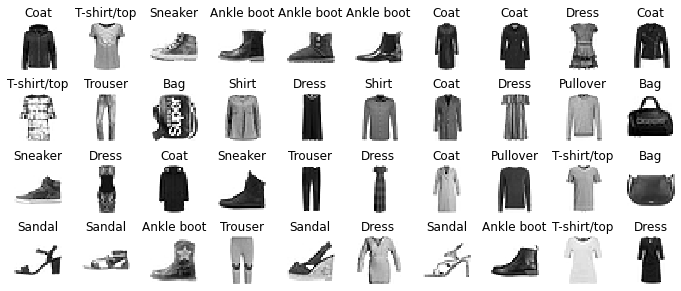 Coat T-shirt/top Sneaker Ankle boot Ankle boot Ankle boot Coat Coat Dress Coat
T-shirt/top Trouser Bag Shirt Dress Shirt Coat Dress Pullover Bag
Super
Sneaker Dress Coat Sneaker Trouser Dress Coat Pullover T-shirt/top Bag
Sandal Sandal Ankle boot Trouser Sandal Dress Sandal Ankle boot T-shirt/top Dress